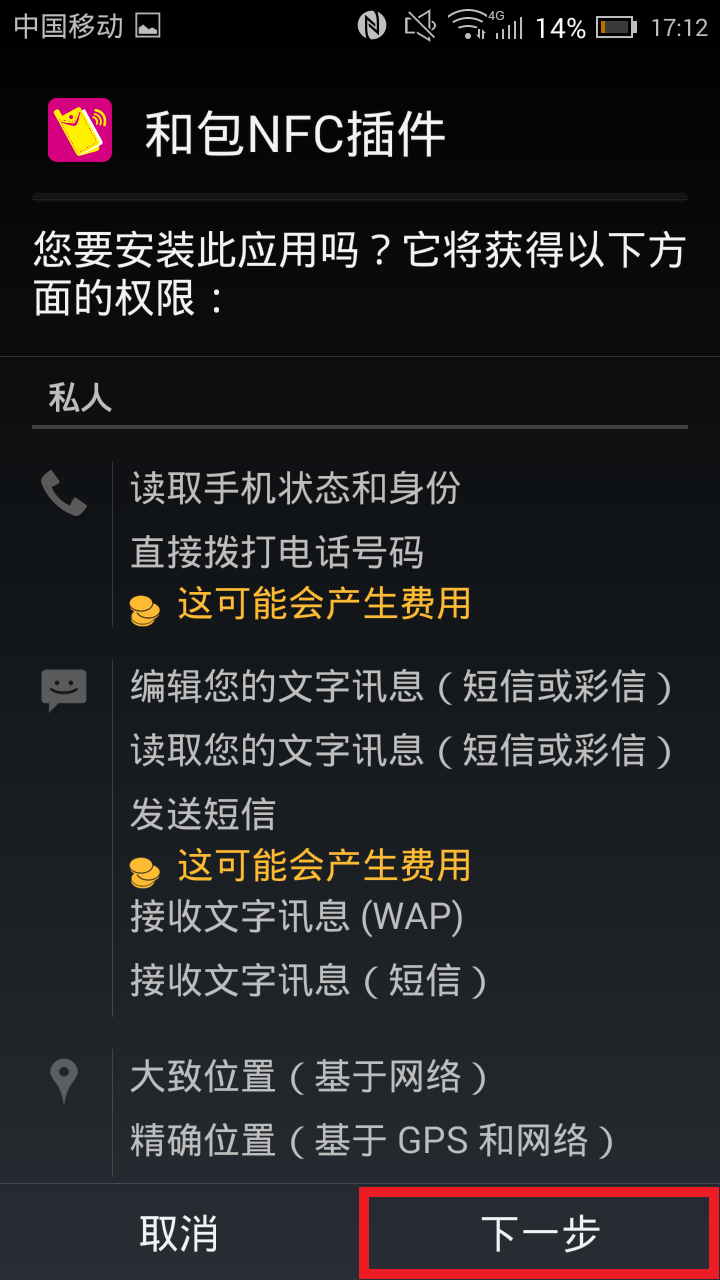 中国移动 4G 14% 17:12
和包NFC插件
您要安装此应用吗？它将获得以下方
面的权限：
私人
读取手机状态和身份
直接拨打电话号码
这可能会产生费用
编辑您的文字讯息（短信或彩信）
读取您的文字讯息（短信或彩信）
发送短信
这可能会产生费用
接收文字讯息 (WAP)
接收文字讯息（短信）
大致位置（基于网络）
精确位置（基于 GPS 和网络）
取消 下一步